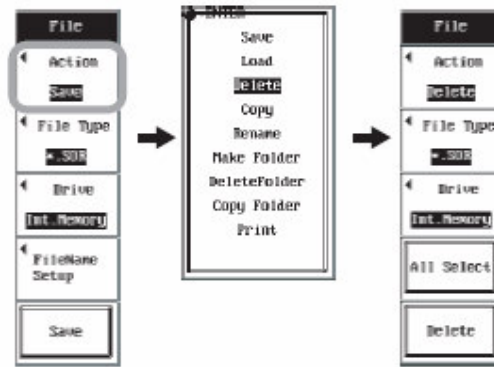 File
Action
Save
File Type
*.SOR
Drive
Int.Memory
FileName
Setup
Save
ENTER
Save
Load
Delete
Copy
Rename
Make Folder
DeleteFolder
Copy Folder
Print
File
Action
Delete
File Type
*.SOR
Drive
Int.Memory
All Select
Delete